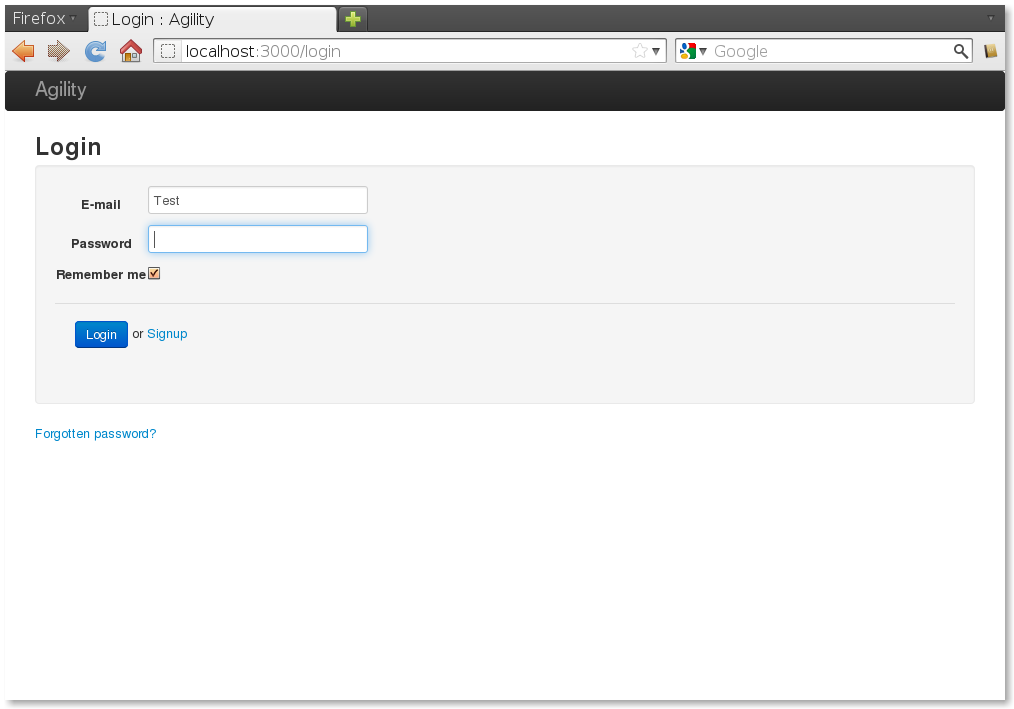 Firefox
Login : Agility
localhost:3000/login
Google
Agility
Login
E-mail Test
Password
Remember me
Login or Signup
Forgotten password?